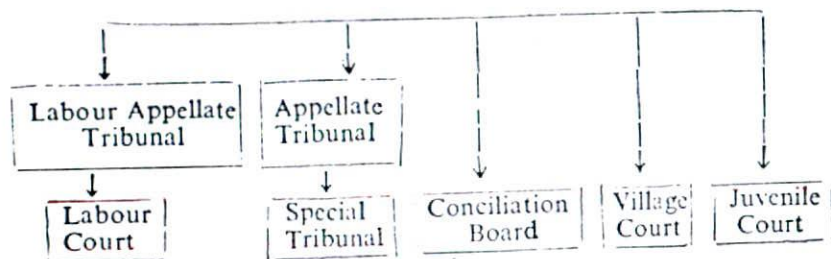 Labour Appellate
Tribunal
Appellate
Tribunal
Labour
Court
Special
Tribunal
Conciliation
Board
Village
Court
Juvenile
Court